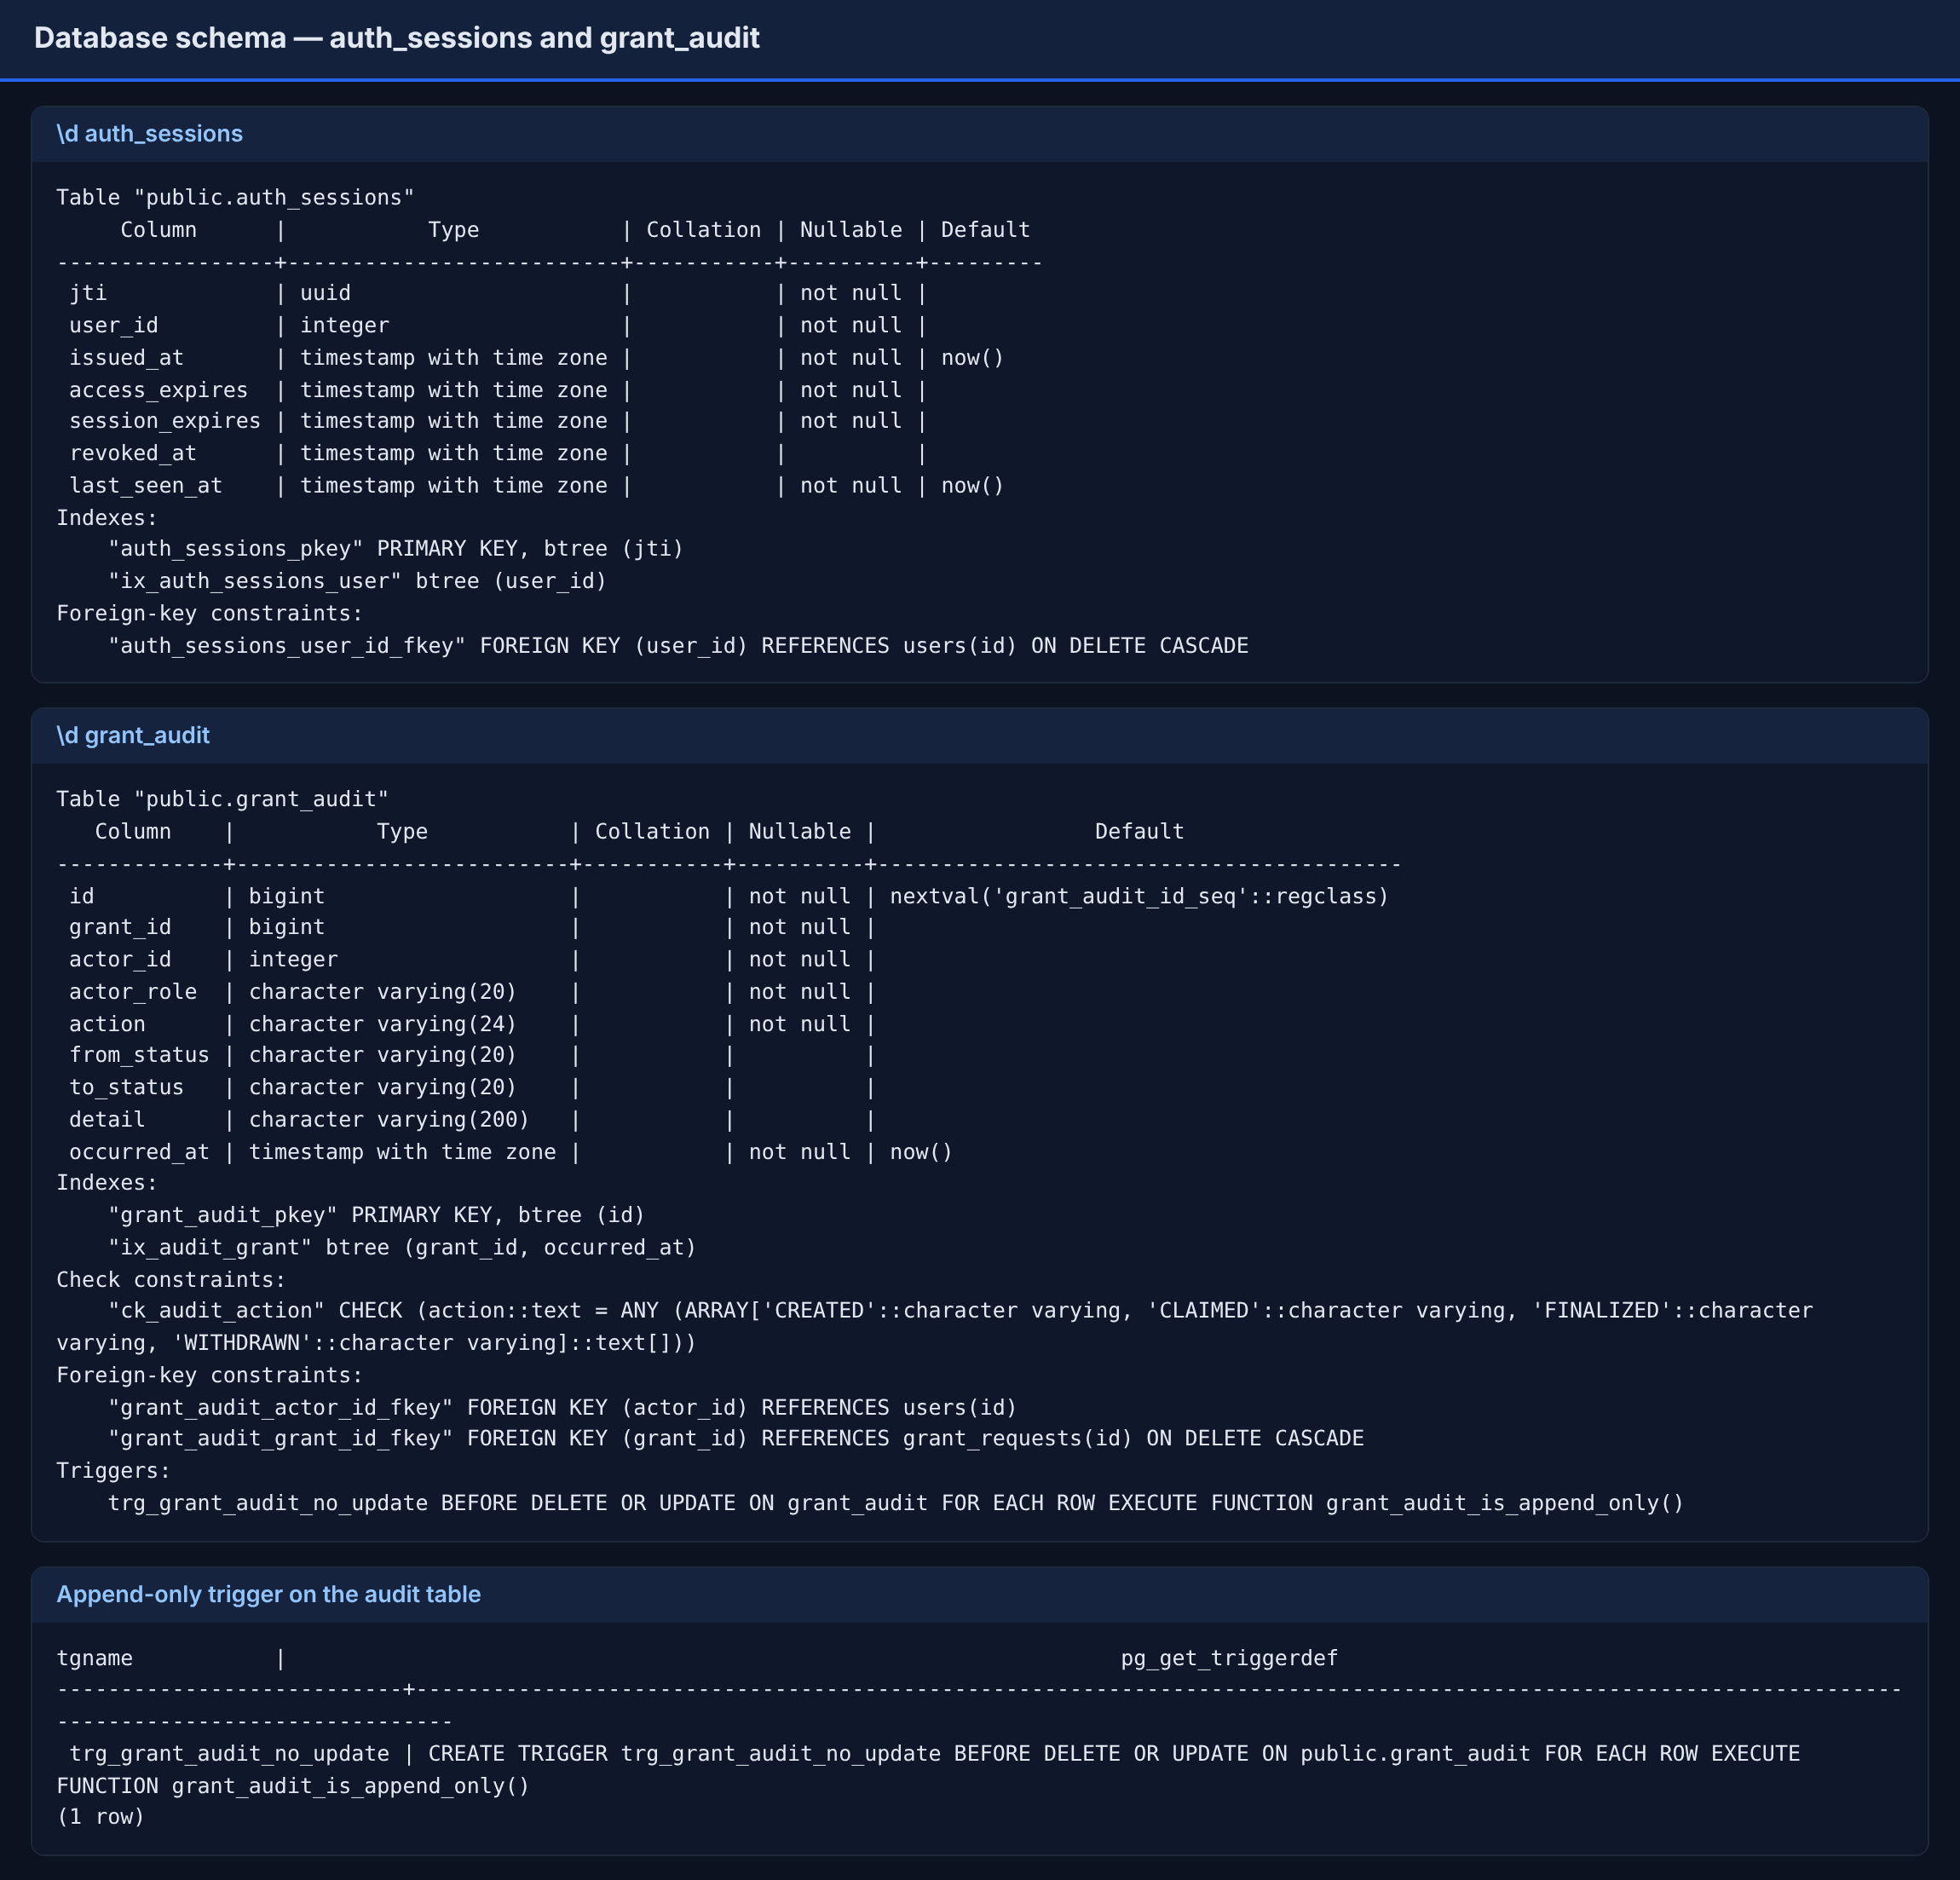 Database schema — auth_sessions and grant_audit
\d auth_sessions
Table "public.auth_sessions"
     Column      |           Type           | Collation | Nullable | Default
-----------------+--------------------------+-----------+----------+---------
 jti             | uuid                     |           | not null |
 user_id         | integer                  |           | not null |
 issued_at       | timestamp with time zone |           | not null | now()
 access_expires  | timestamp with time zone |           | not null |
 session_expires | timestamp with time zone |           | not null |
 revoked_at      | timestamp with time zone |           |          |
 last_seen_at    | timestamp with time zone |           | not null | now()
Indexes:
    "auth_sessions_pkey" PRIMARY KEY, btree (jti)
    "ix_auth_sessions_user" btree (user_id)
Foreign-key constraints:
    "auth_sessions_user_id_fkey" FOREIGN KEY (user_id) REFERENCES users(id) ON DELETE CASCADE
\d grant_audit
Table "public.grant_audit"
   Column    |           Type           | Collation | Nullable |                 Default
-------------+--------------------------+-----------+----------+-----------------------------------------
 id          | bigint                   |           | not null | nextval('grant_audit_id_seq'::regclass)
 grant_id    | bigint                   |           | not null |
 actor_id    | integer                  |           | not null |
 actor_role  | character varying(20)    |           | not null |
 action      | character varying(24)    |           | not null |
 from_status | character varying(20)    |           |          |
 to_status   | character varying(20)    |           |          |
 detail      | character varying(200)   |           |          |
 occurred_at | timestamp with time zone |           | not null | now()
Indexes:
    "grant_audit_pkey" PRIMARY KEY, btree (id)
    "ix_audit_grant" btree (grant_id, occurred_at)
Check constraints:
    "ck_audit_action" CHECK (action::text = ANY (ARRAY['CREATED'::character varying, 'CLAIMED'::character varying, 'FINALIZED'::character
varying, 'WITHDRAWN'::character varying]::text[]))
Foreign-key constraints:
    "grant_audit_actor_id_fkey" FOREIGN KEY (actor_id) REFERENCES users(id)
    "grant_audit_grant_id_fkey" FOREIGN KEY (grant_id) REFERENCES grant_requests(id) ON DELETE CASCADE
Triggers:
    trg_grant_audit_no_update BEFORE DELETE OR UPDATE ON grant_audit FOR EACH ROW EXECUTE FUNCTION grant_audit_is_append_only()
Append-only trigger on the audit table
tgname           |                                                                 pg_get_triggerdef
---------------------------+--------------------------------------------------------------------------------------------------------------------
-------------------------------
 trg_grant_audit_no_update | CREATE TRIGGER trg_grant_audit_no_update BEFORE DELETE OR UPDATE ON public.grant_audit FOR EACH ROW EXECUTE
FUNCTION grant_audit_is_append_only()
(1 row)